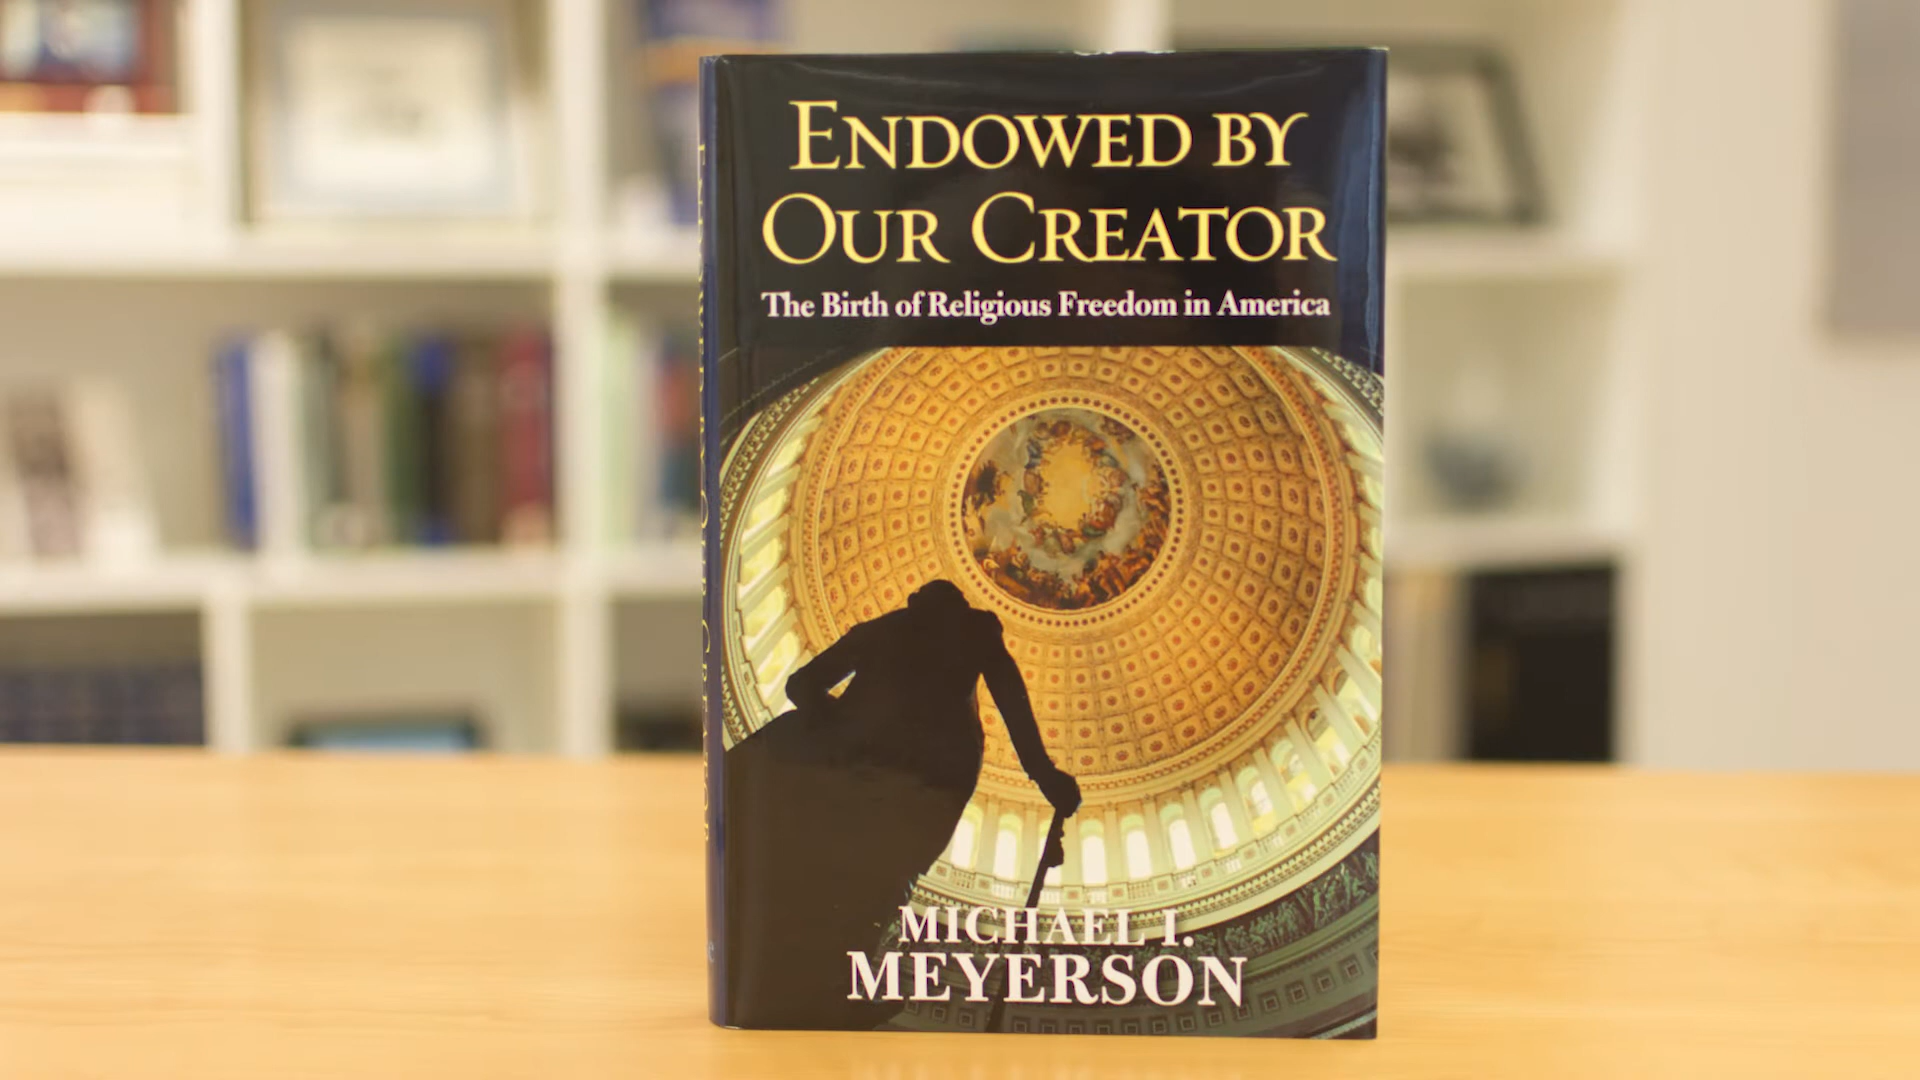 ENDOWED BY
OUR CREATOR
The Birth of Religious Freedom in America
MICHAEL I.
MEYERSON